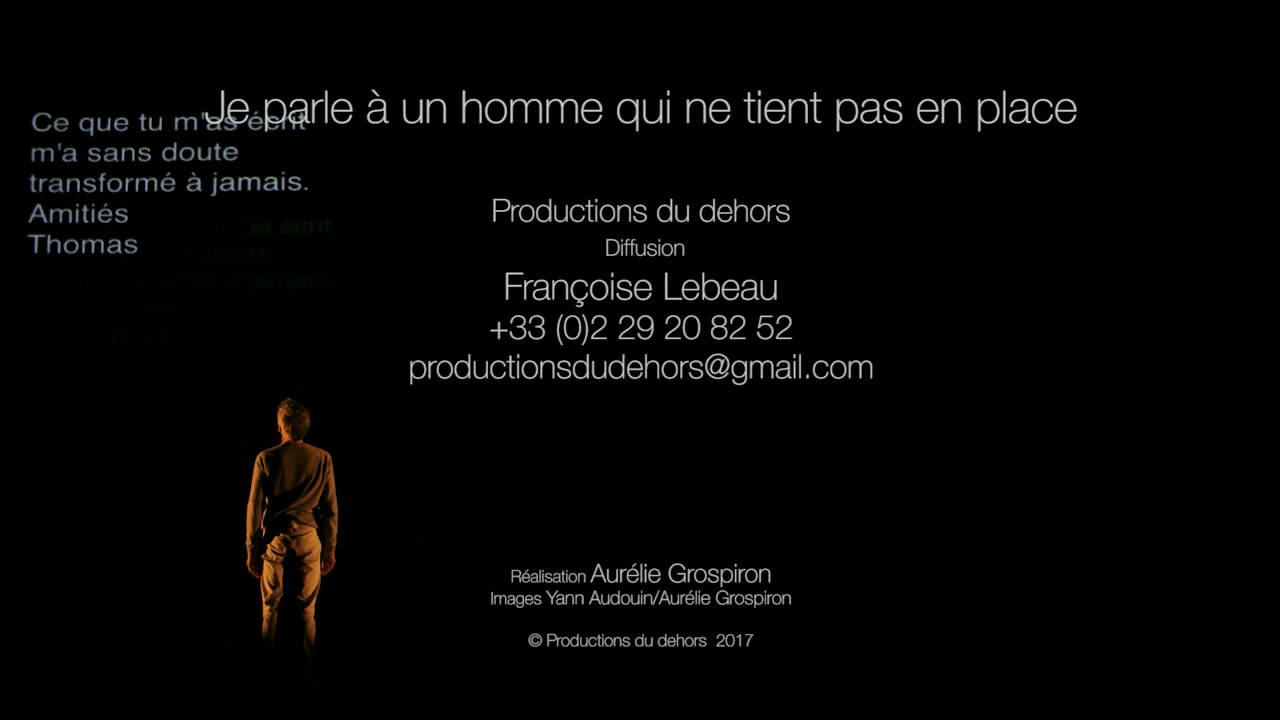 Je parle à un homme qui ne tient pas en place
Ce que tu m'as écrit
m'a sans doute
transformé à jamais.
Amitiés
Thomas
Productions du dehors
Diffusion
Françoise Lebeau
+33 (0)2 29 20 82 52
productionsdudehors@gmail.com
Réalisation Aurélie Grospiron
Images Yann Audouin/Aurélie Grospiron
© Productions du dehors 2017